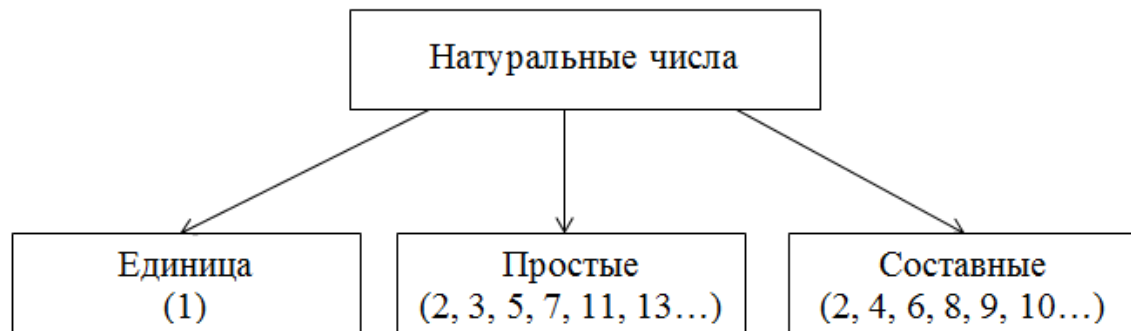 Натуральные числа
Единица
(1)
Простые
(2, 3, 5, 7, 11, 13…)
Составные
(2, 4, 6, 8, 9, 10…)